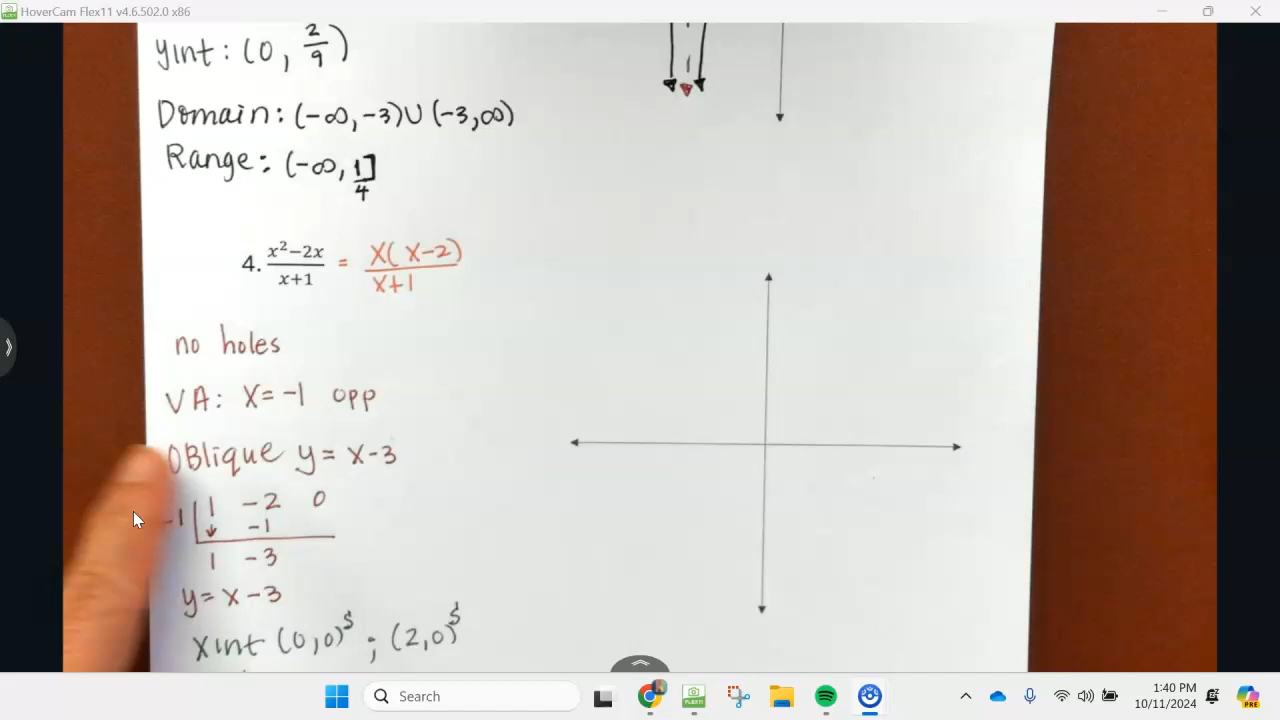 HoverCam Flex11 v4.6.502.0 x86
yint: (0, 2/9)
Domain: (-∞, -3)∪(-3,∞)
Range: (-∞, 1/4]
4. x²−2x/x+1 = x(x-2)/x+1
no holes
VA: x=-1 opp
Oblique y= x-3
-1 | 1 -2 0
-1
1 -3
y= x-3
xint (0,0)ˢ ; (2,0)ˢ
Search
1:40 PM
10/11/2024